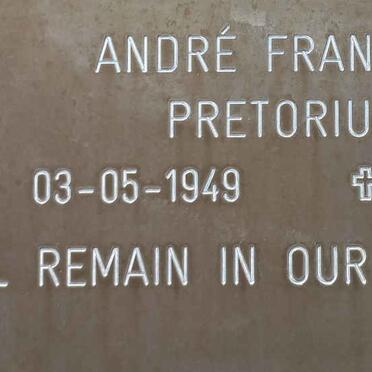 ANDRÉ FRAN
PRETORIU
03-05-1949 ✝
L REMAIN IN OUR